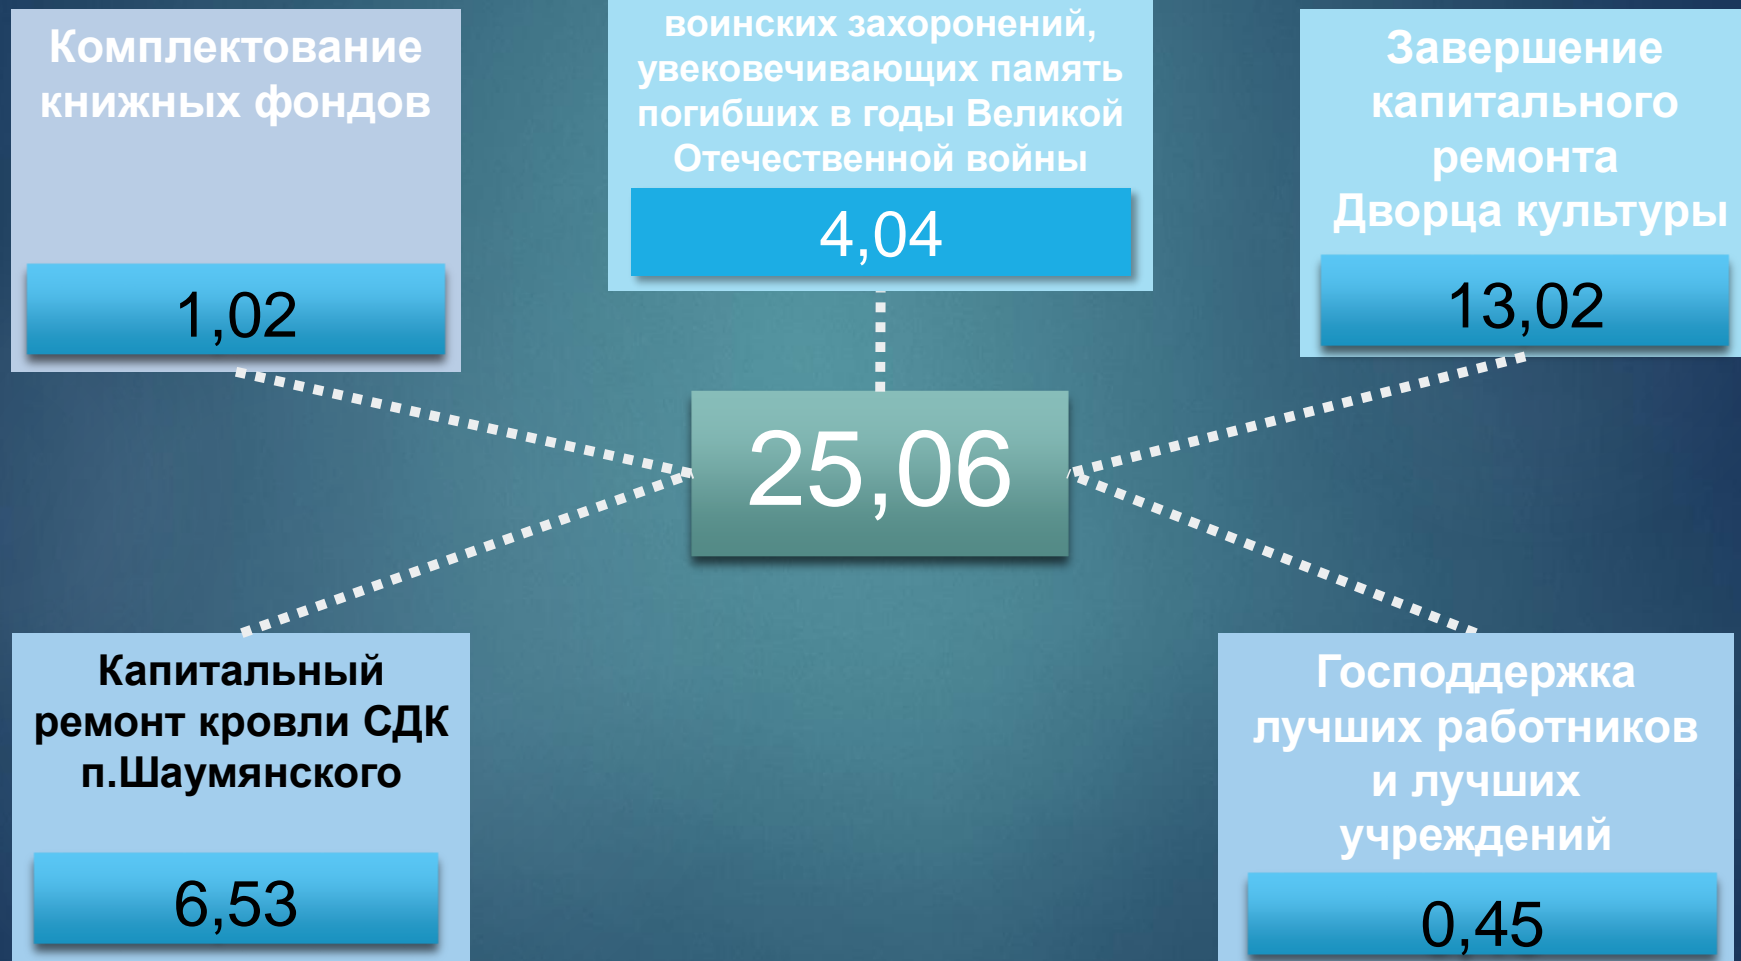 Комплектование
книжных фондов
1,02
воинских захоронений,
увековечивающих память
погибших в годы Великой
Отечественной войны
4,04
Завершение
капитального
ремонта
Дворца культуры
13,02
25,06
Капитальный
ремонт кровли СДК
п.Шаумянского
6,53
Господдержка
лучших работников
и лучших
учреждений
0,45